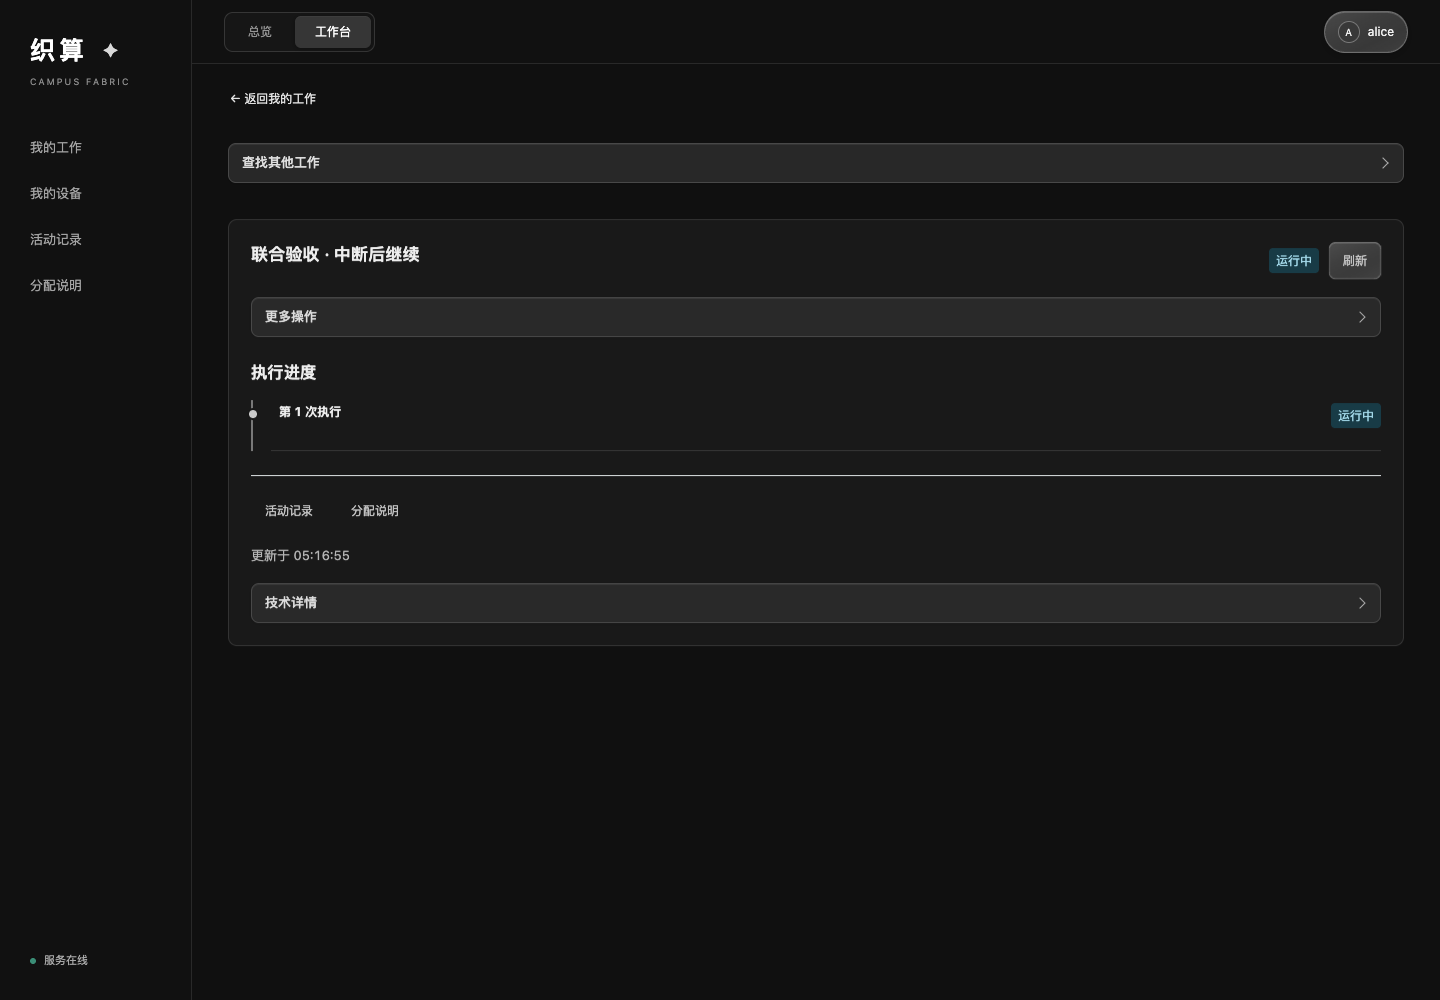 织算
CAMPUS FABRIC
我的工作
我的设备
活动记录
分配说明
服务在线
总览
工作台
A alice
← 返回我的工作
查找其他工作
联合验收 · 中断后继续
运行中
刷新
更多操作
执行进度
第 1 次执行
运行中
活动记录
分配说明
更新于 05:16:55
技术详情